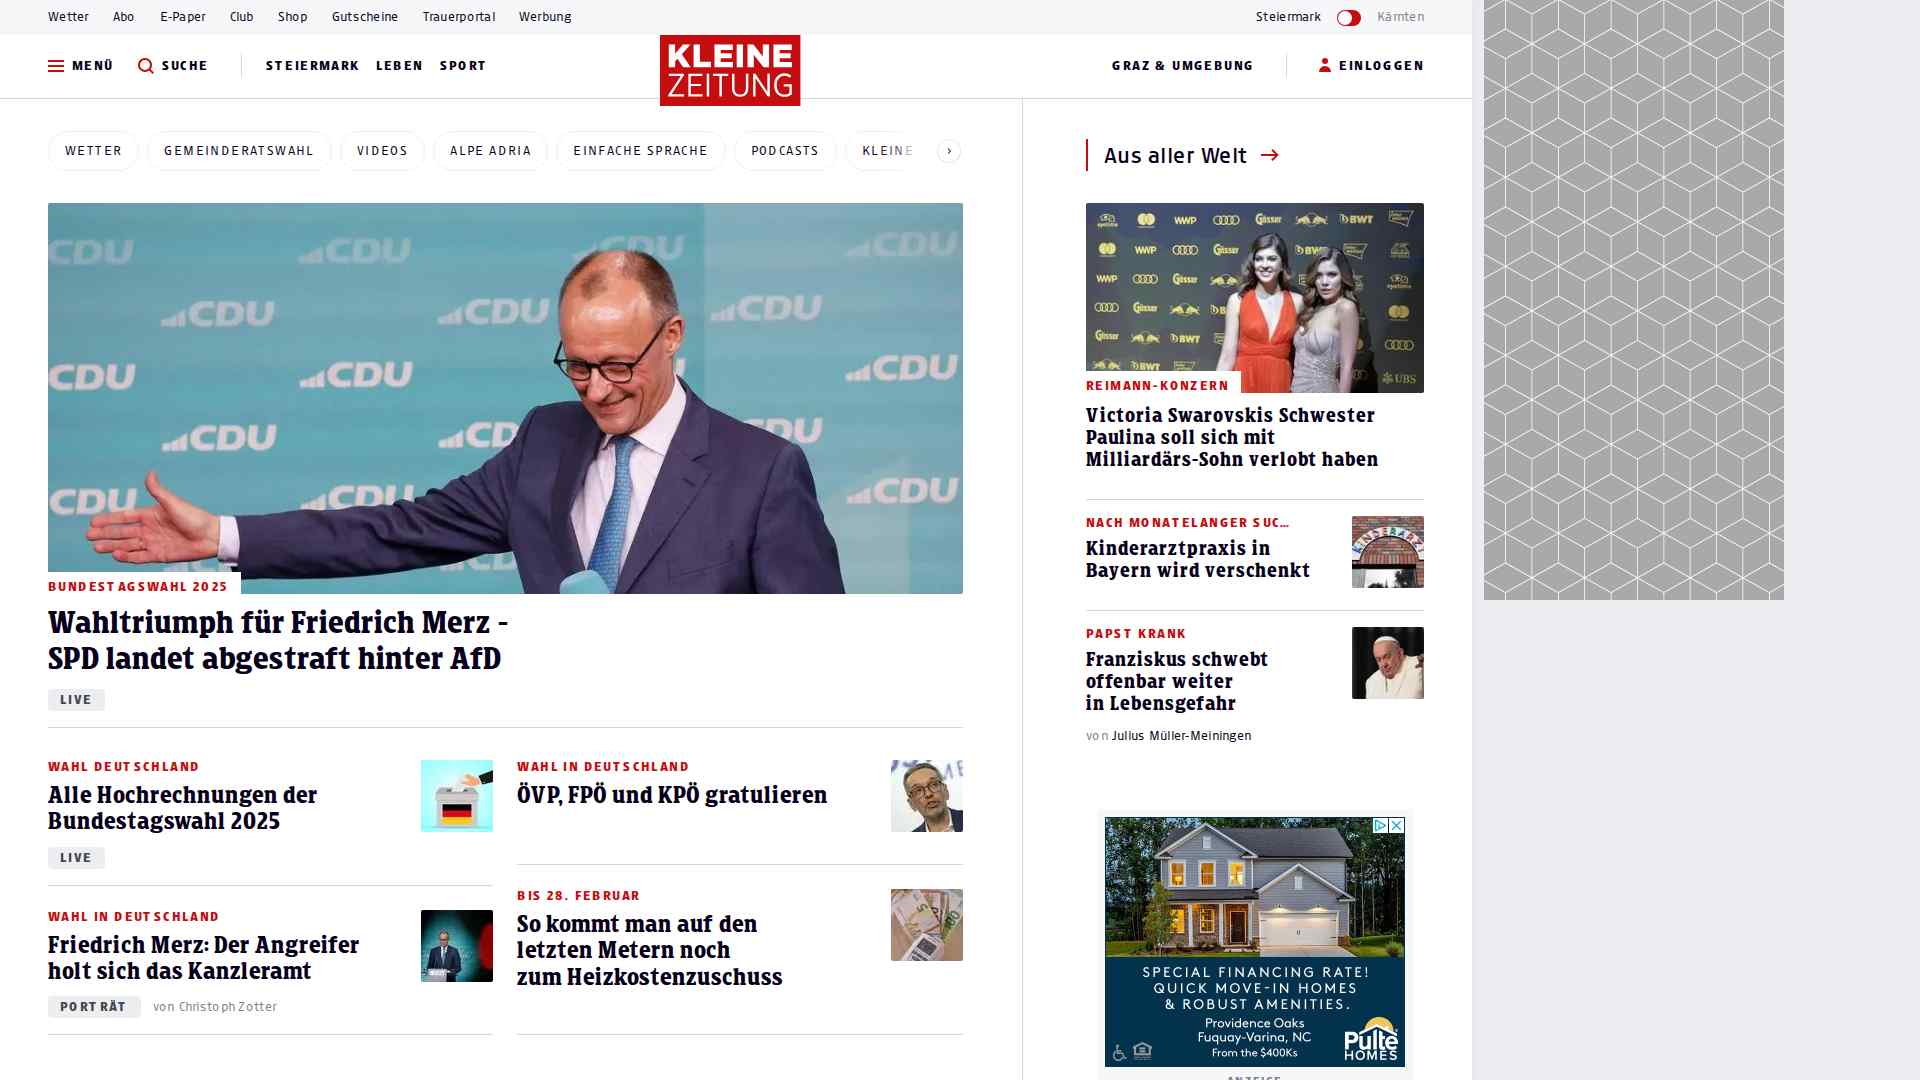 Wetter
Abo
E-Paper
Club
Shop
Gutscheine
Trauerportal
Werbung
Steiermark
Kärnten
MENÜ
SUCHE
STEIERMARK
LEBEN
SPORT
KLEINE
ZEITUNG
GRAZ & UMGEBUNG
EINLOGGEN
WETTER
GEMEINDERATSWAHL
VIDEOS
ALPE ADRIA
EINFACHE SPRACHE
PODCASTS
KLEINE
CDU
BUNDESTAGSWAHL 2025
Wahltriumph für Friedrich Merz -
SPD landet abgestraft hinter AfD
LIVE
WAHL DEUTSCHLAND
Alle Hochrechnungen der
Bundestagswahl 2025
LIVE
WAHL IN DEUTSCHLAND
Friedrich Merz: Der Angreifer
holt sich das Kanzleramt
PORTRÄT
von Christoph Zotter
WAHL IN DEUTSCHLAND
ÖVP, FPÖ und KPÖ gratulieren
BIS 28. FEBRUAR
So kommt man auf den
letzten Metern noch
zum Heizkostenzuschuss
Aus aller Welt
REIMANN-KONZERN
Victoria Swarovskis Schwester
Paulina soll sich mit
Milliardärs-Sohn verlobt haben
NACH MONATELANGER SUC...
Kinderarztpraxis in
Bayern wird verschenkt
PAPST KRANK
Franziskus schwebt
offenbar weiter
in Lebensgefahr
von Julius Müller-Meiningen
SPECIAL FINANCING RATE!
QUICK MOVE-IN HOMES
& ROBUST AMENITIES.
Providence Oaks
Fuquay-Varina, NC
From the $400Ks
Pulte
HOMES
ANZEIGE